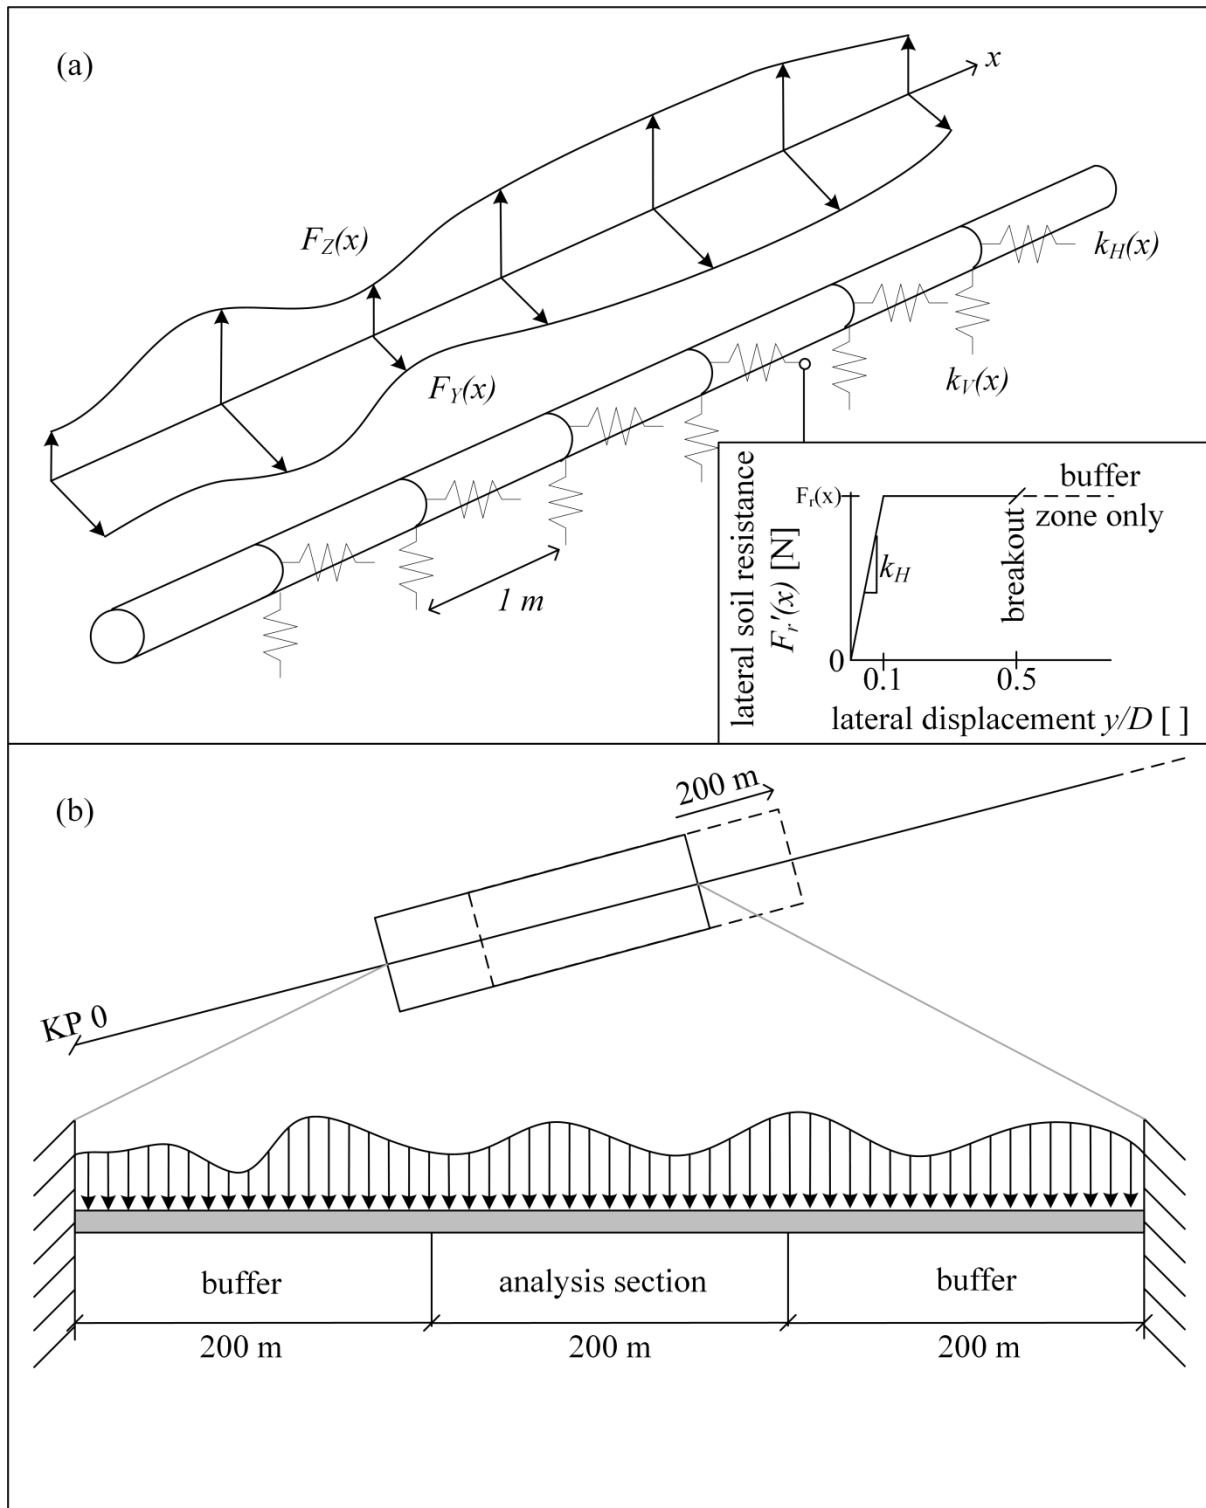 (a)
x
F_Z(x)
k_H(x)
F_Y(x)
k_V(x)
1 m
lateral soil resistance
F_r'(x) [N]
F_r(x)
buffer
zone only
breakout
k_H
0
0.1
0.5
lateral displacement y/D [ ]
(b)
200 m
KP 0
buffer
analysis section
buffer
200 m
200 m
200 m